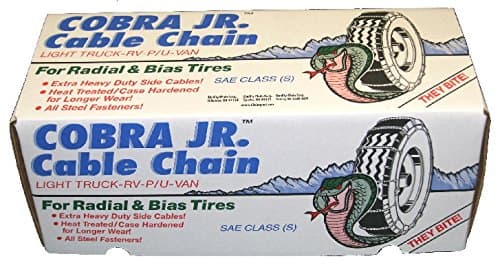 COBRA JR.™
Cable Chain
LIGHT TRUCK-RV-P/U-VAN
For Radial & Bias Tires
• Extra Heavy Duty Side Cables!
• Heat Treated/Case Hardened
for Longer Wear!
• All Steel Fasteners!
SAE CLASS (S)
THEY BITE!
COBRA JR.™
Cable Chain
LIGHT TRUCK-RV-P/U-VAN
For Radial & Bias Tires
• Extra Heavy Duty Side Cables!
• Heat Treated/Case Hardened
for Longer Wear!
• All Steel Fasteners!
SAE CLASS (S)
THEY BITE!